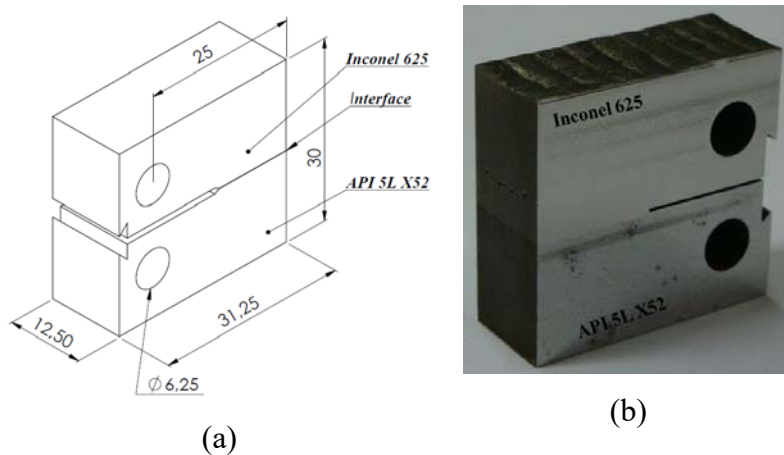 25
Inconel 625
Interface
30
API 5L X52
12,50
31,25
Ø 6,25
(a)
Inconel 625
API 5L X52
(b)